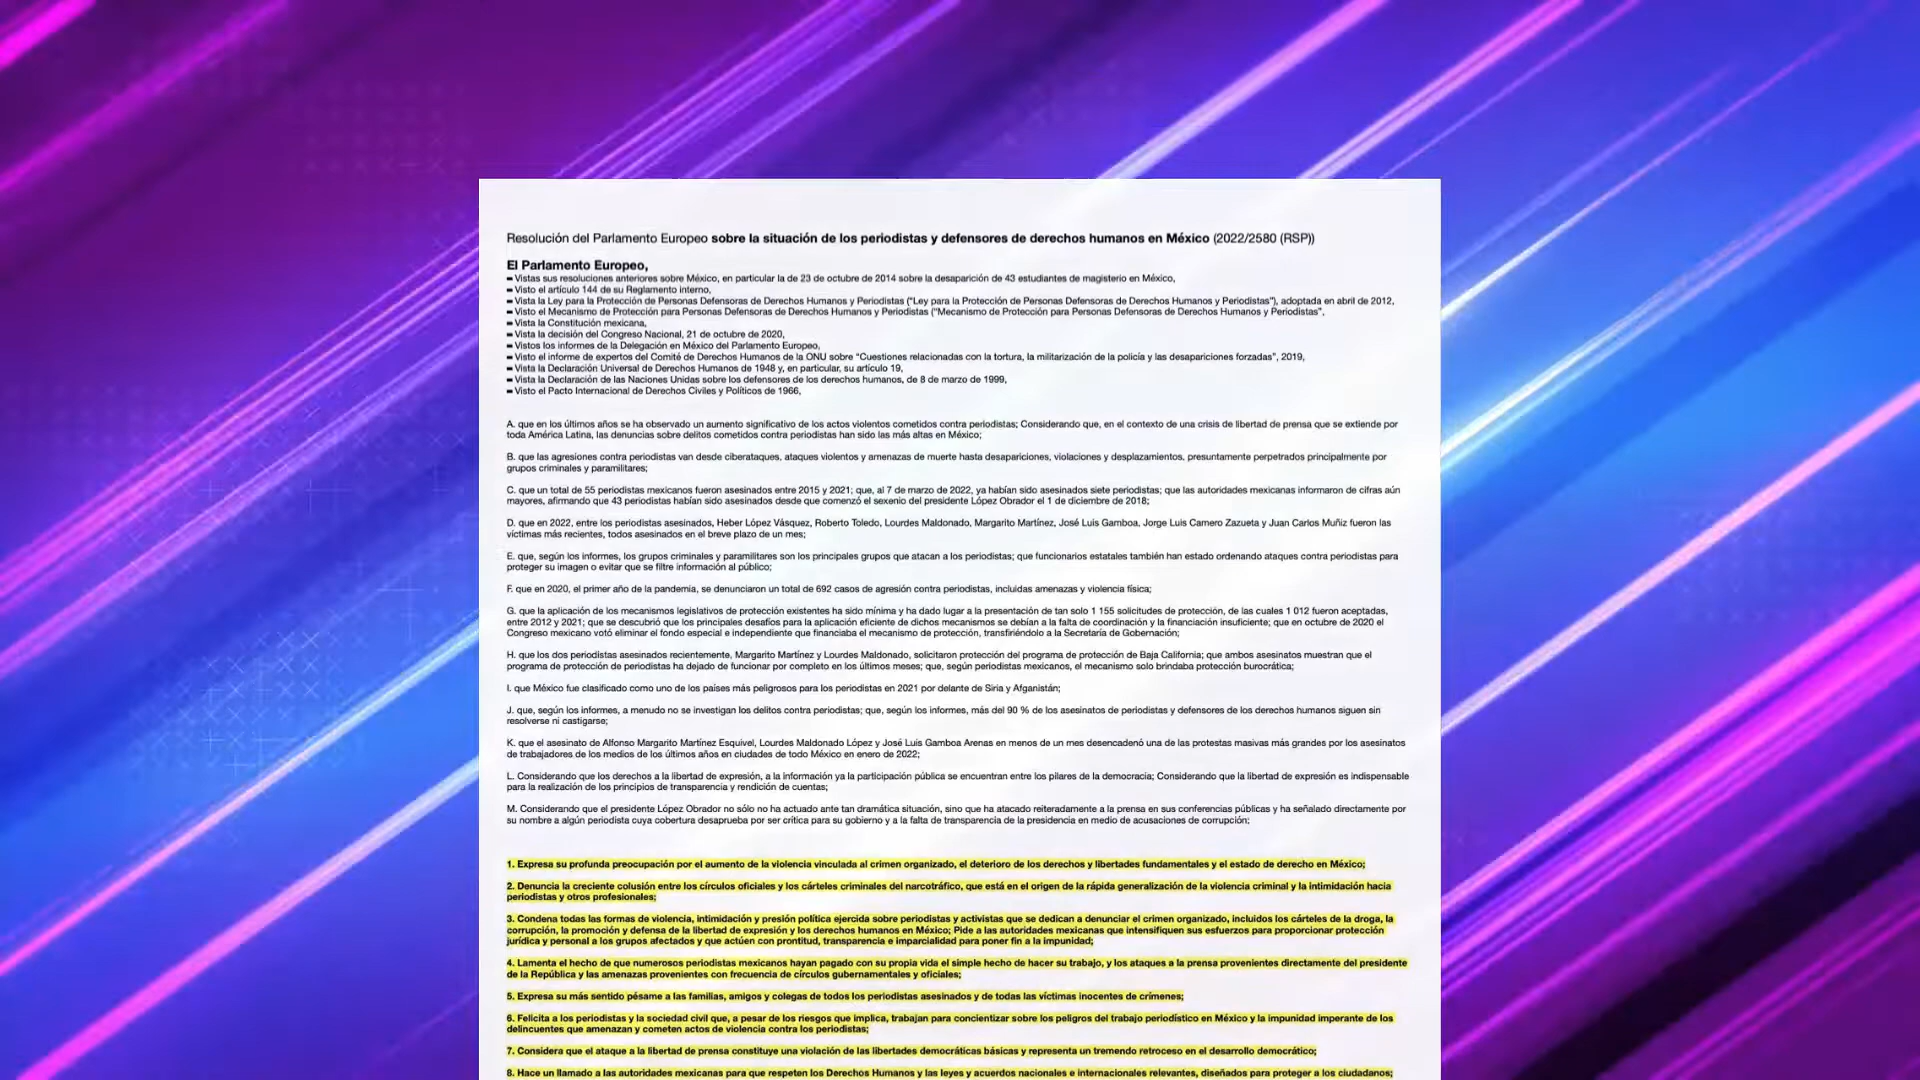 Resolución del Parlamento Europeo sobre la situación de los periodistas y defensores de derechos humanos en México (2022/2580 (RSP))
El Parlamento Europeo,
- Vistas sus resoluciones anteriores sobre México, en particular la de 23 de octubre de 2014 sobre la desaparición de 43 estudiantes de magisterio en México,
- Visto el artículo 144 de su Reglamento interno,
- Vista la Ley para la Protección de Personas Defensoras de Derechos Humanos y Periodistas ("Ley para la Protección de Personas Defensoras de Derechos Humanos y Periodistas"), adoptada en abril de 2012,
- Visto el Mecanismo de Protección para Personas Defensoras de Derechos Humanos y Periodistas ("Mecanismo de Protección para Personas Defensoras de Derechos Humanos y Periodistas",
- Vista la Constitución mexicana,
- Vista la decisión del Congreso Nacional, 21 de octubre de 2020,
- Vistos los informes de la Delegación en México del Parlamento Europeo,
- Visto el informe de expertos del Comité de Derechos Humanos de la ONU sobre "Cuestiones relacionadas con la tortura, la militarización de la policía y las desapariciones forzadas", 2019,
- Vista la Declaración Universal de Derechos Humanos de 1948 y, en particular, su artículo 19,
- Vista la Declaración de las Naciones Unidas sobre los defensores de los derechos humanos, de 8 de marzo de 1999,
- Visto el Pacto Internacional de Derechos Civiles y Políticos de 1966,
A. que en los últimos años se ha observado un aumento significativo de los actos violentos cometidos contra periodistas; Considerando que, en el contexto de una crisis de libertad de prensa que se extiende por
toda América Latina, las denuncias sobre delitos cometidos contra periodistas han sido las más altas en México;
B. que las agresiones contra periodistas van desde ciberataques, ataques violentos y amenazas de muerte hasta desapariciones, violaciones y desplazamientos, presuntamente perpetrados principalmente por
grupos criminales y paramilitares;
C. que un total de 55 periodistas mexicanos fueron asesinados entre 2015 y 2021; que, al 7 de marzo de 2022, ya habían sido asesinados siete periodistas; que las autoridades mexicanas informaron de cifras aún
mayores, afirmando que 43 periodistas habían sido asesinados desde que comenzó el sexenio del presidente López Obrador el 1 de diciembre de 2018;
D. que en 2022, entre los periodistas asesinados, Heber López Vásquez, Roberto Toledo, Lourdes Maldonado, Margarito Martínez, José Luis Gamboa, Jorge Luis Camero Zazueta y Juan Carlos Muñiz fueron las
víctimas más recientes, todos asesinados en el breve plazo de un mes;
E. que, según los informes, los grupos criminales y paramilitares son los principales grupos que atacan a los periodistas; que funcionarios estatales también han estado ordenando ataques contra periodistas para
proteger su imagen o evitar que se filtre información al público;
F. que en 2020, el primer año de la pandemia, se denunciaron un total de 692 casos de agresión contra periodistas, incluidas amenazas y violencia física;
G. que la aplicación de los mecanismos legislativos de protección existentes ha sido mínima y ha dado lugar a la presentación de tan solo 1 155 solicitudes de protección, de las cuales 1 012 fueron aceptadas,
entre 2012 y 2021; que se descubrió que los principales desafíos para la aplicación eficiente de dichos mecanismos se debían a la falta de coordinación y la financiación insuficiente; que en octubre de 2020 el
Congreso mexicano votó eliminar el fondo especial e independiente que financiaba el mecanismo de protección, transfiriéndolo a la Secretaría de Gobernación;
H. que los dos periodistas asesinados recientemente, Margarito Martínez y Lourdes Maldonado, solicitaron protección del programa de protección de Baja California; que ambos asesinatos muestran que el
programa de protección de periodistas ha dejado de funcionar por completo en los últimos meses; que, según periodistas mexicanos, el mecanismo solo brindaba protección burocrática;
I. que México fue clasificado como uno de los países más peligrosos para los periodistas en 2021 por delante de Siria y Afganistán;
J. que, según los informes, a menudo no se investigan los delitos contra periodistas; que, según los informes, más del 90 % de los asesinatos de periodistas y defensores de los derechos humanos siguen sin
resolverse ni castigarse;
K. que el asesinato de Alfonso Margarito Martínez Esquivel, Lourdes Maldonado López y José Luis Gamboa Arenas en menos de un mes desencadenó una de las protestas masivas más grandes por los asesinatos
de trabajadores de los medios de los últimos años en ciudades de todo México en enero de 2022;
L. Considerando que los derechos a la libertad de expresión, a la información ya la participación pública se encuentran entre los pilares de la democracia; Considerando que la libertad de expresión es indispensable
para la realización de los principios de transparencia y rendición de cuentas;
M. Considerando que el presidente López Obrador no sólo no ha actuado ante tan dramática situación, sino que ha atacado reiteradamente a la prensa en sus conferencias públicas y ha señalado directamente por
su nombre a algún periodista cuya cobertura desaprueba por ser crítica para su gobierno y a la falta de transparencia de la presidencia en medio de acusaciones de corrupción;
1. Expresa su profunda preocupación por el aumento de la violencia vinculada al crimen organizado, el deterioro de los derechos y libertades fundamentales y el estado de derecho en México;
2. Denuncia la creciente colusión entre los círculos oficiales y los cárteles criminales del narcotráfico, que está en el origen de la rápida generalización de la violencia criminal y la intimidación hacia
periodistas y otros profesionales;
3. Condena todas las formas de violencia, intimidación y presión política ejercida sobre periodistas y activistas que se dedican a denunciar el crimen organizado, incluidos los cárteles de la droga, la
corrupción, la promoción y defensa de la libertad de expresión y los derechos humanos en México; Pide a las autoridades mexicanas que intensifiquen sus esfuerzos para proporcionar protección
jurídica y personal a los grupos afectados y que actúen con prontitud, transparencia e imparcialidad para poner fin a la impunidad;
4. Lamenta el hecho de que numerosos periodistas mexicanos hayan pagado con su propia vida el simple hecho de hacer su trabajo, y los ataques a la prensa provenientes directamente del presidente
de la República y las amenazas provenientes con frecuencia de círculos gubernamentales y oficiales;
5. Expresa su más sentido pésame a las familias, amigos y colegas de todos los periodistas asesinados y de todas las víctimas inocentes de crímenes;
6. Felicita a los periodistas y la sociedad civil que, a pesar de los riesgos que implica, trabajan para concientizar sobre los peligros del trabajo periodístico en México y la impunidad imperante de los
delincuentes que amenazan y cometen actos de violencia contra los periodistas;
7. Considera que el ataque a la libertad de prensa constituye una violación de las libertades democráticas básicas y representa un tremendo retroceso en el desarrollo democrático;
8. Hace un llamado a las autoridades mexicanas para que respeten los Derechos Humanos y las leyes y acuerdos nacionales e internacionales relevantes, diseñados para proteger a los ciudadanos;